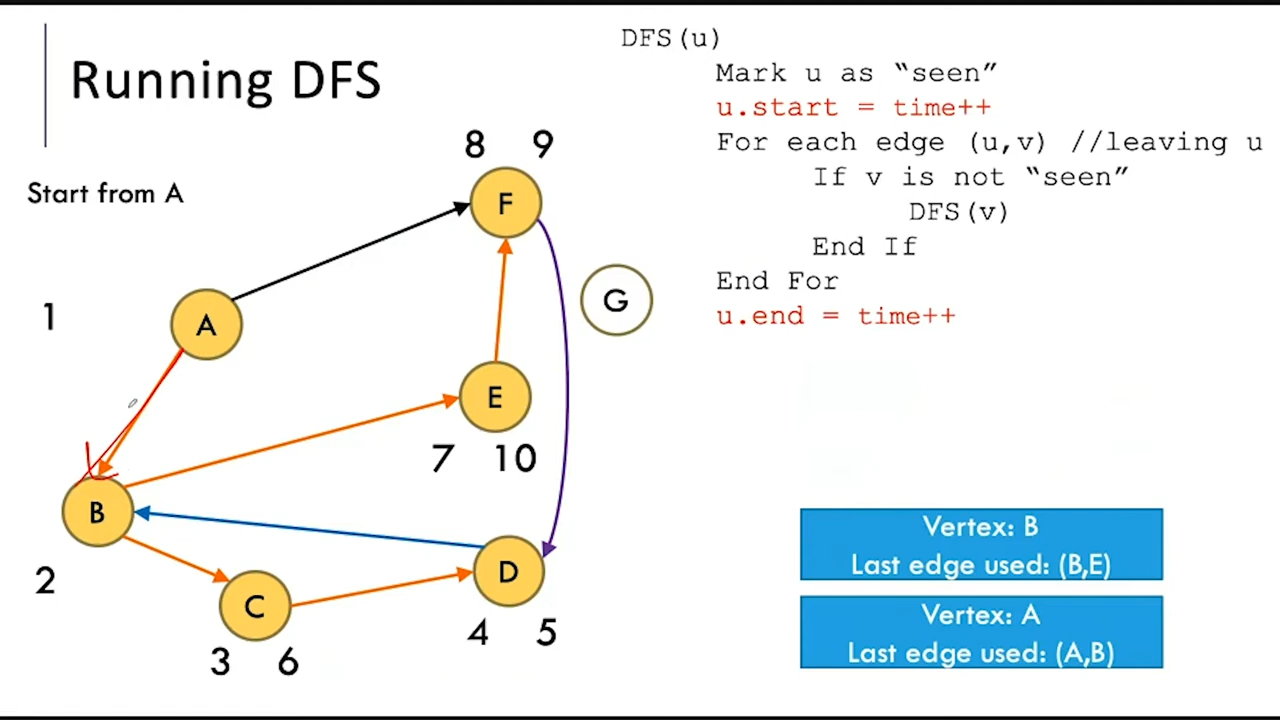 Running DFS
Start from A
DFS(u)
Mark u as “seen”
u.start = time++
For each edge (u,v) //leaving u
If v is not “seen”
DFS(v)
End If
End For
u.end = time++
8 9
F
G
1
A
E
7 10
B
2
D
4 5
C
3 6
Vertex: B
Last edge used: (B,E)
Vertex: A
Last edge used: (A,B)